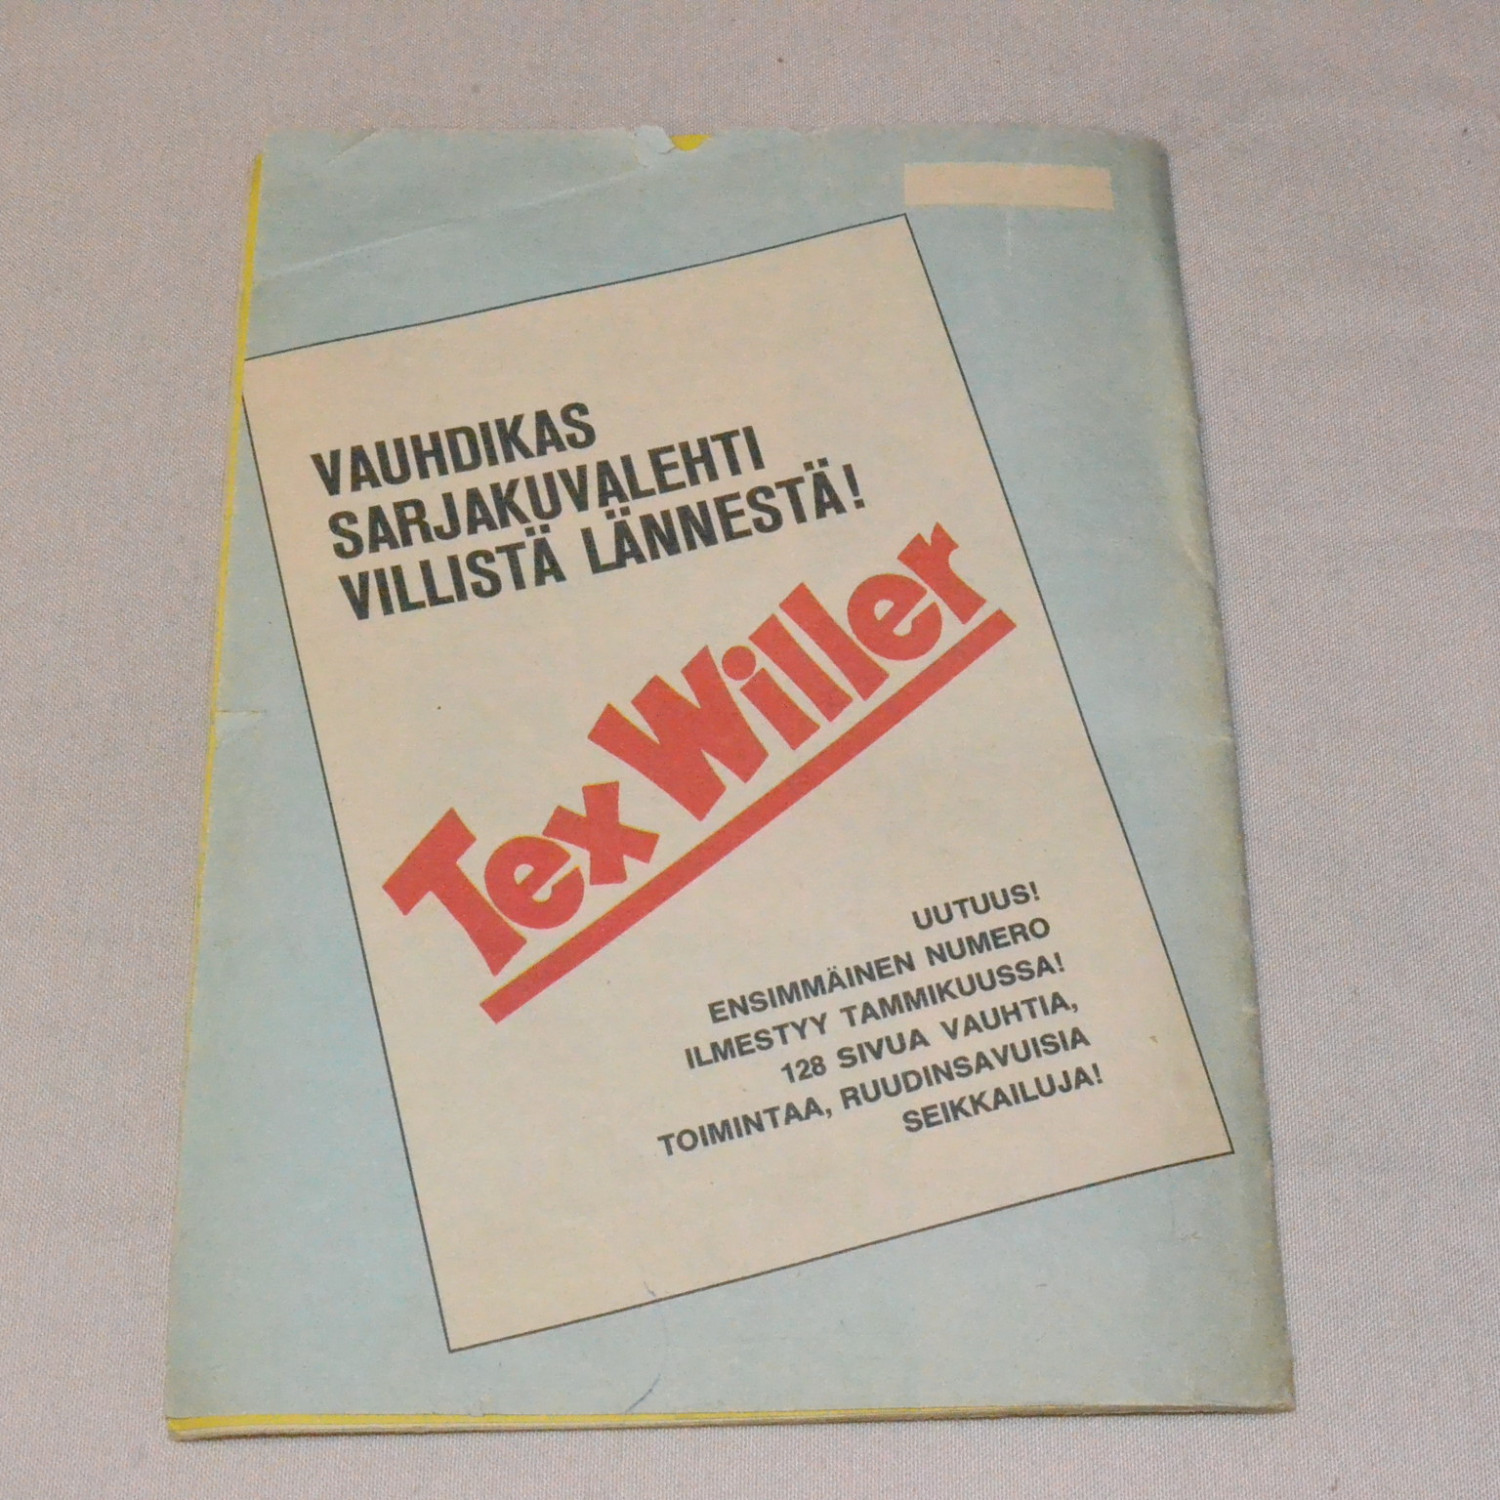 VAUHDIKAS
SARJAKUVALEHTI
VILLISTÄ LÄNNESTÄ!
Tex Willer
UUTUUS!
ENSIMMÄINEN NUMERO
ILMESTYY TAMMIKUUSSA!
128 SIVUA VAUHTIA,
TOIMINTAA, RUUDINSAVUISIA
SEIKKAILUJA!